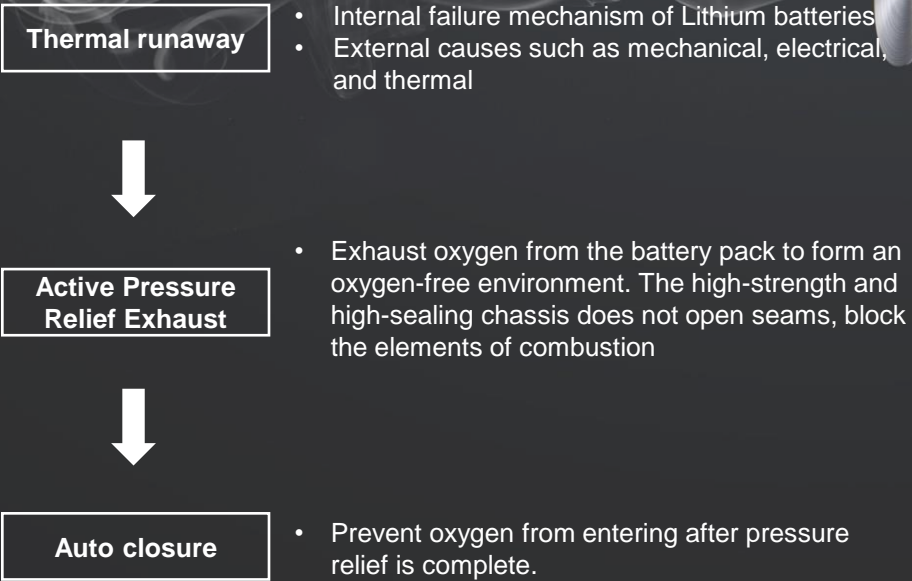 Thermal runaway
• Internal failure mechanism of Lithium batteries
• External causes such as mechanical, electrical,
and thermal
Active Pressure
Relief Exhaust
• Exhaust oxygen from the battery pack to form an
oxygen-free environment. The high-strength and
high-sealing chassis does not open seams, block
the elements of combustion
Auto closure
• Prevent oxygen from entering after pressure
relief is complete.